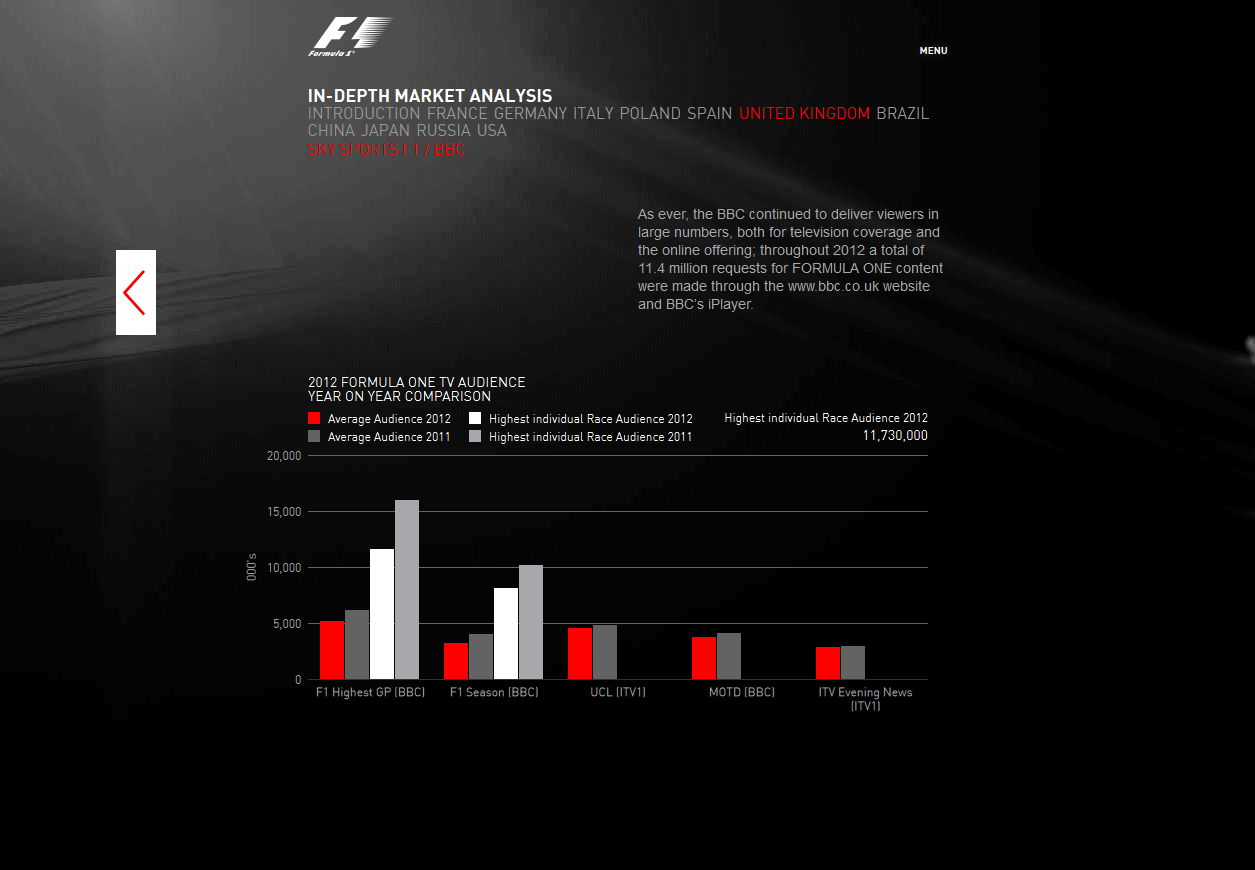 F1
Formula 1®
MENU
IN-DEPTH MARKET ANALYSIS
INTRODUCTION FRANCE GERMANY ITALY POLAND SPAIN UNITED KINGDOM BRAZIL
CHINA JAPAN RUSSIA USA
SKY SPORTS F1 / BBC
As ever, the BBC continued to deliver viewers in
large numbers, both for television coverage and
the online offering; throughout 2012 a total of
11.4 million requests for FORMULA ONE content
were made through the www.bbc.co.uk website
and BBC's iPlayer.
2012 FORMULA ONE TV AUDIENCE
YEAR ON YEAR COMPARISON
Average Audience 2012 Highest individual Race Audience 2012 Highest individual Race Audience 2012
Average Audience 2011 Highest individual Race Audience 2011 11,730,000
20,000
15,000
10,000
5,000
0
000's
F1 Highest GP (BBC) F1 Season (BBC) UCL (ITV1) MOTD (BBC) ITV Evening News
(ITV1)